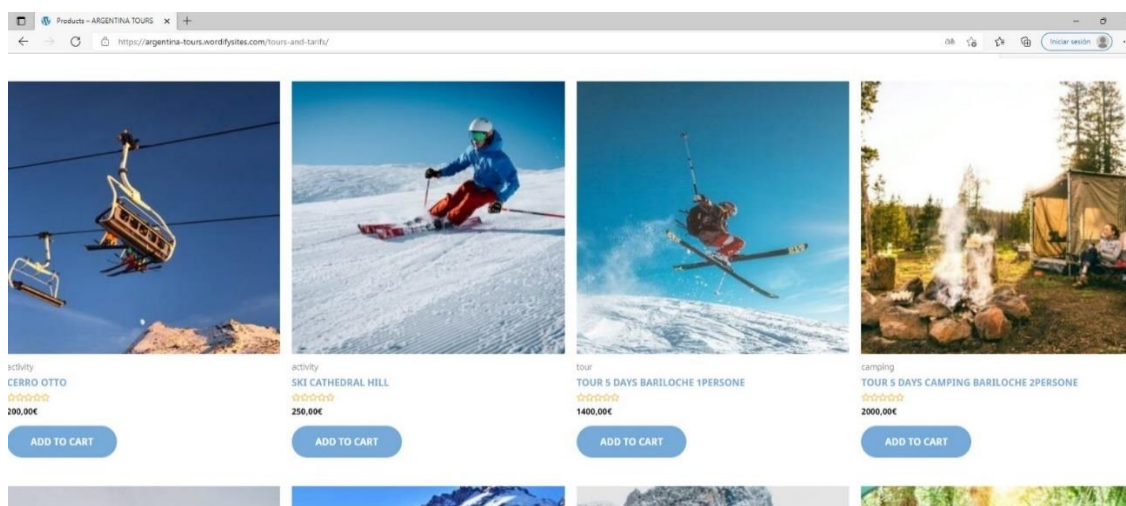 Products – ARGENTINA TOURS
https://argentina-tours.wordifysites.com/tours-and-tarifs/
Iniciar sesión
activity
CERRO OTTO
200,00€
ADD TO CART
activity
SKI CATHEDRAL HILL
250,00€
ADD TO CART
tour
TOUR 5 DAYS BARILOCHE 1PERSONE
1400,00€
ADD TO CART
camping
TOUR 5 DAYS CAMPING BARILOCHE 2PERSONE
2000,00€
ADD TO CART